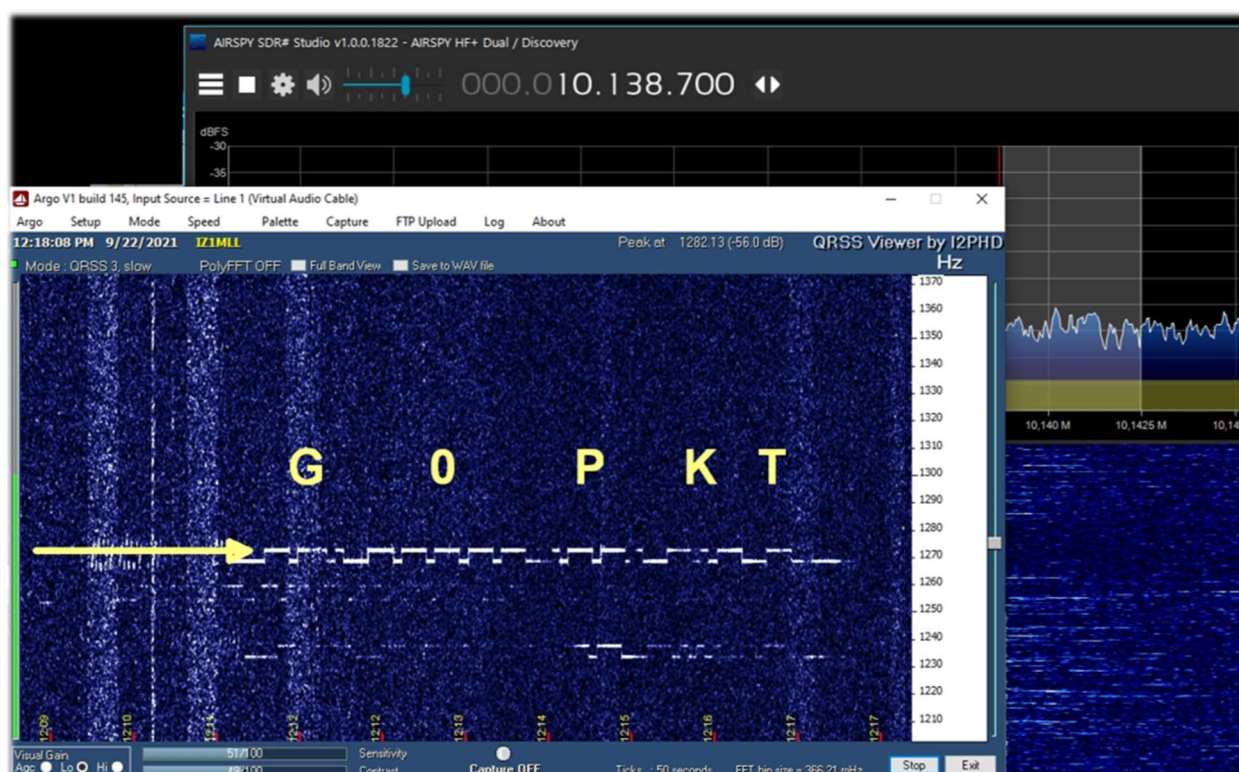 AIRSPY SDR# Studio v1.0.0.1822 - AIRSPY HF+ Dual / Discovery
000.010.138.700
dBFS
-30
-35
Argo V1 build 145, Input Source = Line 1 (Virtual Audio Cable)
Argo Setup Mode Speed Palette Capture FTP Upload Log About
12:18:08 PM 9/22/2021 IZ1MLL Peak at 1282.13 (-56.0 dB) QRSS Viewer by I2PHD
Mode : QRSS 3, slow PolyFFT OFF Full Band View Save to WAV file Hz
1370
1360
1350
1340
1330
1320
1310
1300
1290
1280
1270
1260
1250
1240
1230
1220
1210
10,140 M 10,1425 M 10,14
G 0 P K T
12:09 12:10 12:11 12:12 12:12 12:13 12:14 12:15 12:16 12:17 12:17
Visual Gain 51/100 Sensitivity
Agc Lo Hi 49/100 Contrast Capture OFF Ticks : 50 seconds FFT bin size = 366.21 mHz Stop Exit